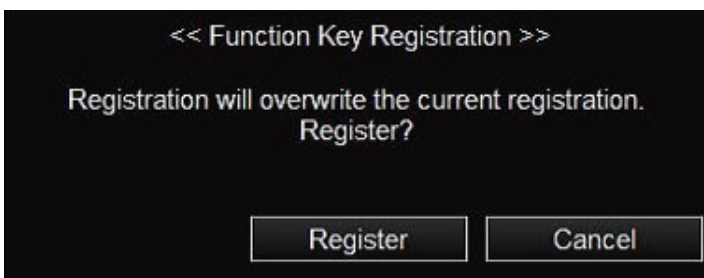 << Function Key Registration >>
Registration will overwrite the current registration.
Register?
Register
Cancel